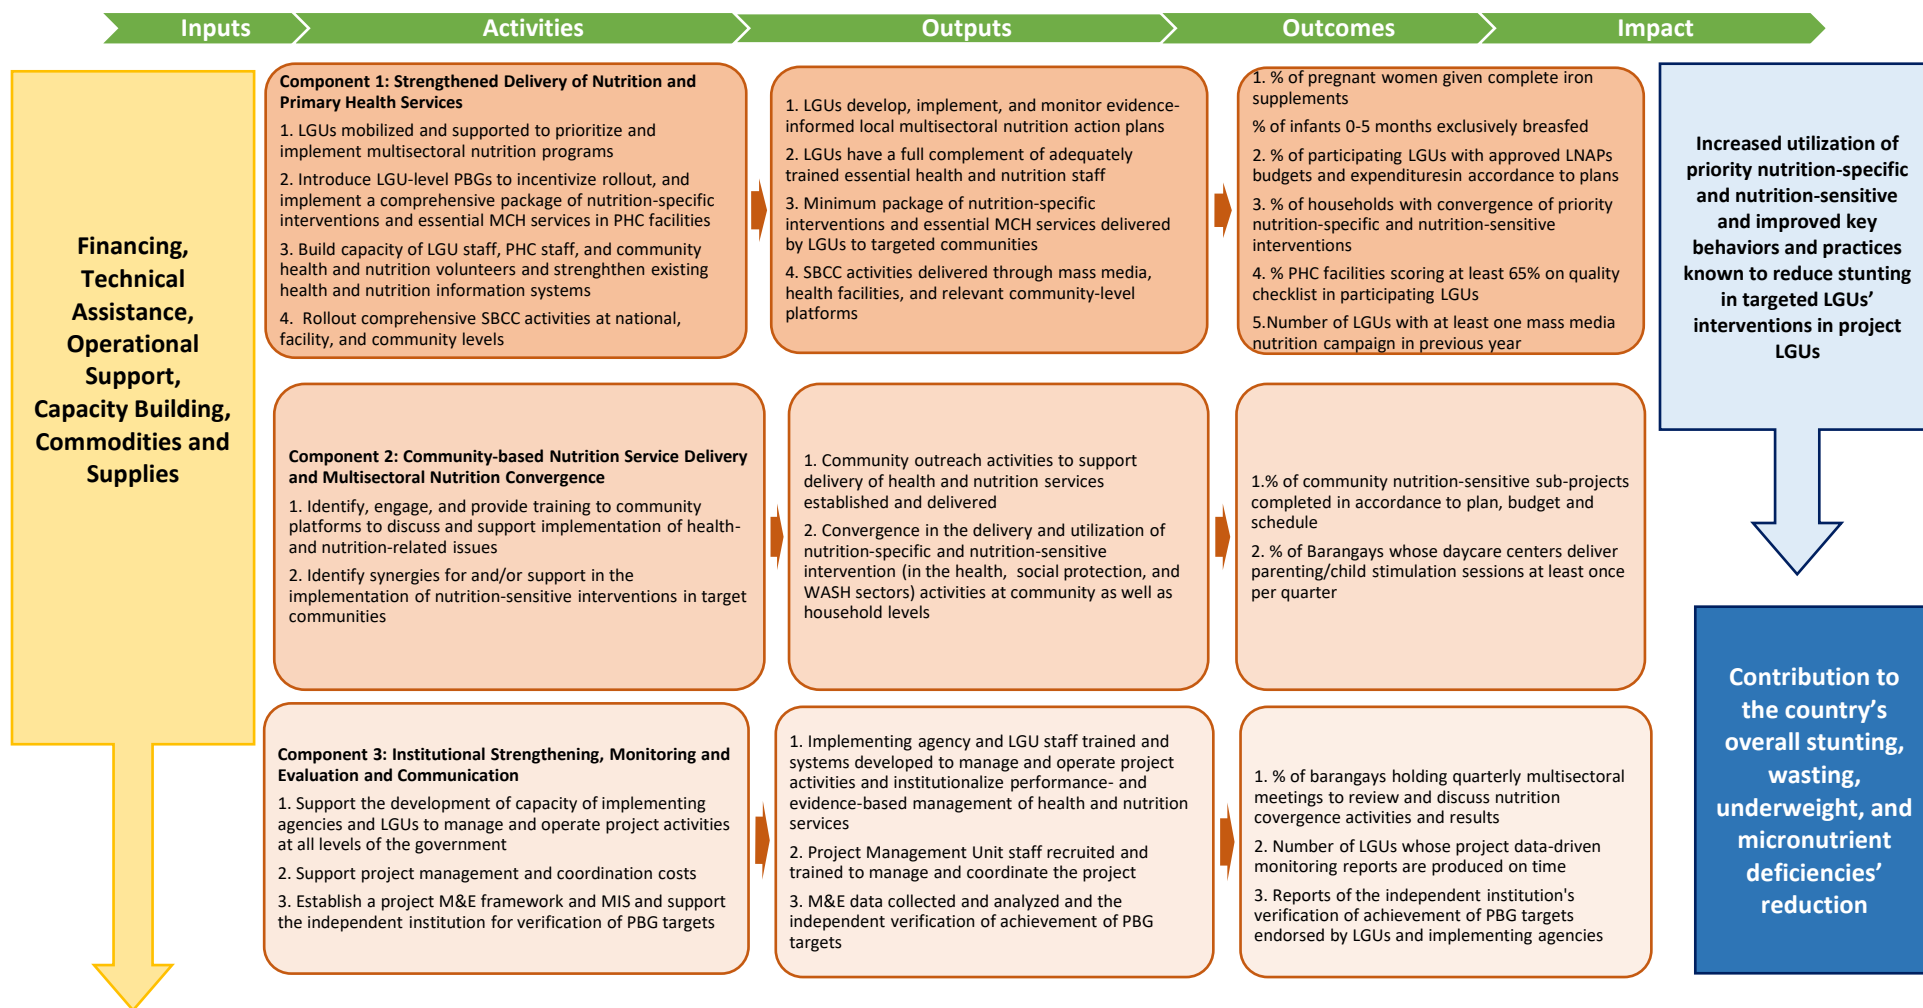 Inputs
Activities
Outputs
Outcomes
Impact
Financing,
Technical
Assistance,
Operational
Support,
Capacity Building,
Commodities and
Supplies
Component 1: Strengthened Delivery of Nutrition and
Primary Health Services
1. LGUs mobilized and supported to prioritize and
implement multisectoral nutrition programs
2. Introduce LGU-level PBGs to incentivize rollout, and
implement a comprehensive package of nutrition-specific
interventions and essential MCH services in PHC facilities
3. Build capacity of LGU staff, PHC staff, and community
health and nutrition volunteers and strenghthen existing
health and nutrition information systems
4. Rollout comprehensive SBCC activities at national,
facility, and community levels
1. LGUs develop, implement, and monitor evidence-
informed local multisectoral nutrition action plans
2. LGUs have a full complement of adequately
trained essential health and nutrition staff
3. Minimum package of nutrition-specific
interventions and essential MCH services delivered
by LGUs to targeted communities
4. SBCC activities delivered through mass media,
health facilities, and relevant community-level
platforms
1. % of pregnant women given complete iron
supplements
% of infants 0-5 months exclusively breasfed
2. % of participating LGUs with approved LNAPs
budgets and expendituresin accordance to plans
3. % of households with convergence of priority
nutrition-specific and nutrition-sensitive
interventions
4. % PHC facilities scoring at least 65% on quality
checklist in participating LGUs
5.Number of LGUs with at least one mass media
nutrition campaign in previous year
Increased utilization of
priority nutrition-specific
and nutrition-sensitive
and improved key
behaviors and practices
known to reduce stunting
in targeted LGUs’
interventions in project
LGUs
Component 2: Community-based Nutrition Service Delivery
and Multisectoral Nutrition Convergence
1. Identify, engage, and provide training to community
platforms to discuss and support implementation of health-
and nutrition-related issues
2. Identify synergies for and/or support in the
implementation of nutrition-sensitive interventions in target
communities
1. Community outreach activities to support
delivery of health and nutrition services
established and delivered
2. Convergence in the delivery and utilization of
nutrition-specific and nutrition-sensitive
intervention (in the health, social protection, and
WASH sectors) activities at community as well as
household levels
1.% of community nutrition-sensitive sub-projects
completed in accordance to plan, budget and
schedule
2. % of Barangays whose daycare centers deliver
parenting/child stimulation sessions at least once
per quarter
Component 3: Institutional Strengthening, Monitoring and
Evaluation and Communication
1. Support the development of capacity of implementing
agencies and LGUs to manage and operate project activities
at all levels of the government
2. Support project management and coordination costs
3. Establish a project M&E framework and MIS and support
the independent institution for verification of PBG targets
1. Implementing agency and LGU staff trained and
systems developed to manage and operate project
activities and institutionalize performance- and
evidence-based management of health and nutrition
services
2. Project Management Unit staff recruited and
trained to manage and coordinate the project
3. M&E data collected and analyzed and the
independent verification of achievement of PBG
targets
1. % of barangays holding quarterly multisectoral
meetings to review and discuss nutrition
covergence activities and results
2. Number of LGUs whose project data-driven
monitoring reports are produced on time
3. Reports of the independent institution's
verification of achievement of PBG targets
endorsed by LGUs and implementing agencies
Contribution to
the country’s
overall stunting,
wasting,
underweight, and
micronutrient
deficiencies’
reduction